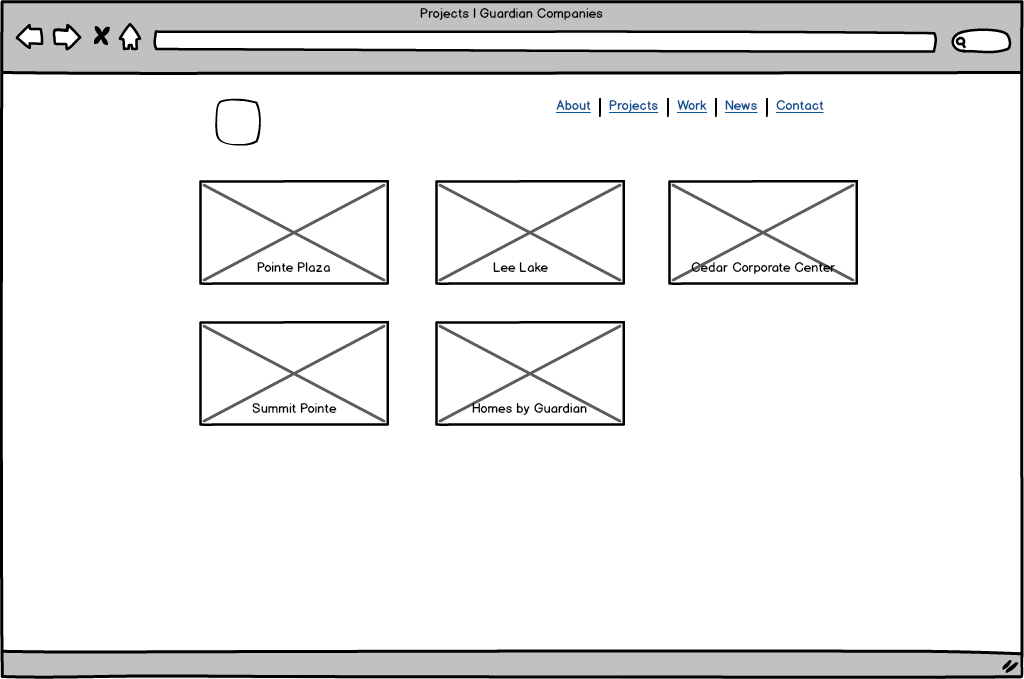 Projects | Guardian Companies
About | Projects | Work | News | Contact
Pointe Plaza
Lee Lake
Cedar Corporate Center
Summit Pointe
Homes by Guardian